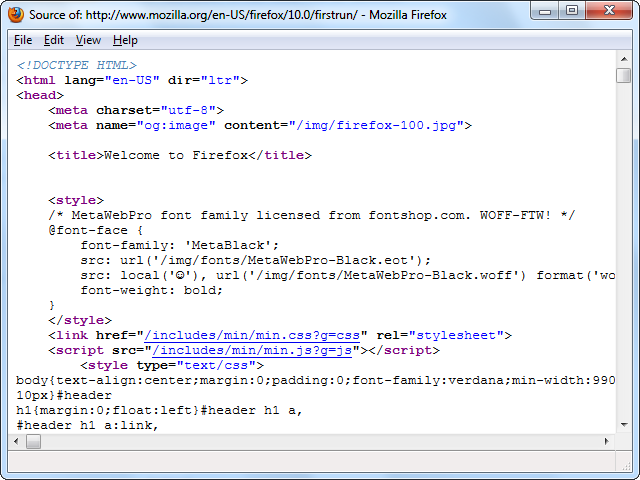 Source of: http://www.mozilla.org/en-US/firefox/10.0/firstrun/ - Mozilla Firefox
File Edit View Help
<!DOCTYPE HTML>
<html lang="en-US" dir="ltr">
<head>
    <meta charset="utf-8">
    <meta name="og:image" content="/img/firefox-100.jpg">

    <title>Welcome to Firefox</title>


    <style>
    /* MetaWebPro font family licensed from fontshop.com. WOFF-FTW! */
    @font-face {
        font-family: 'MetaBlack';
        src: url('/img/fonts/MetaWebPro-Black.eot');
        src: local('☺'), url('/img/fonts/MetaWebPro-Black.woff') format('wo
        font-weight: bold;
    }
    </style>
    <link href="/includes/min/min.css?g=css" rel="stylesheet">
    <script src="/includes/min/min.js?g=js"></script>
        <style type="text/css">
body{text-align:center;margin:0;padding:0;font-family:verdana;min-width:990
10px}#header
h1{margin:0;float:left}#header h1 a,
#header h1 a:link,